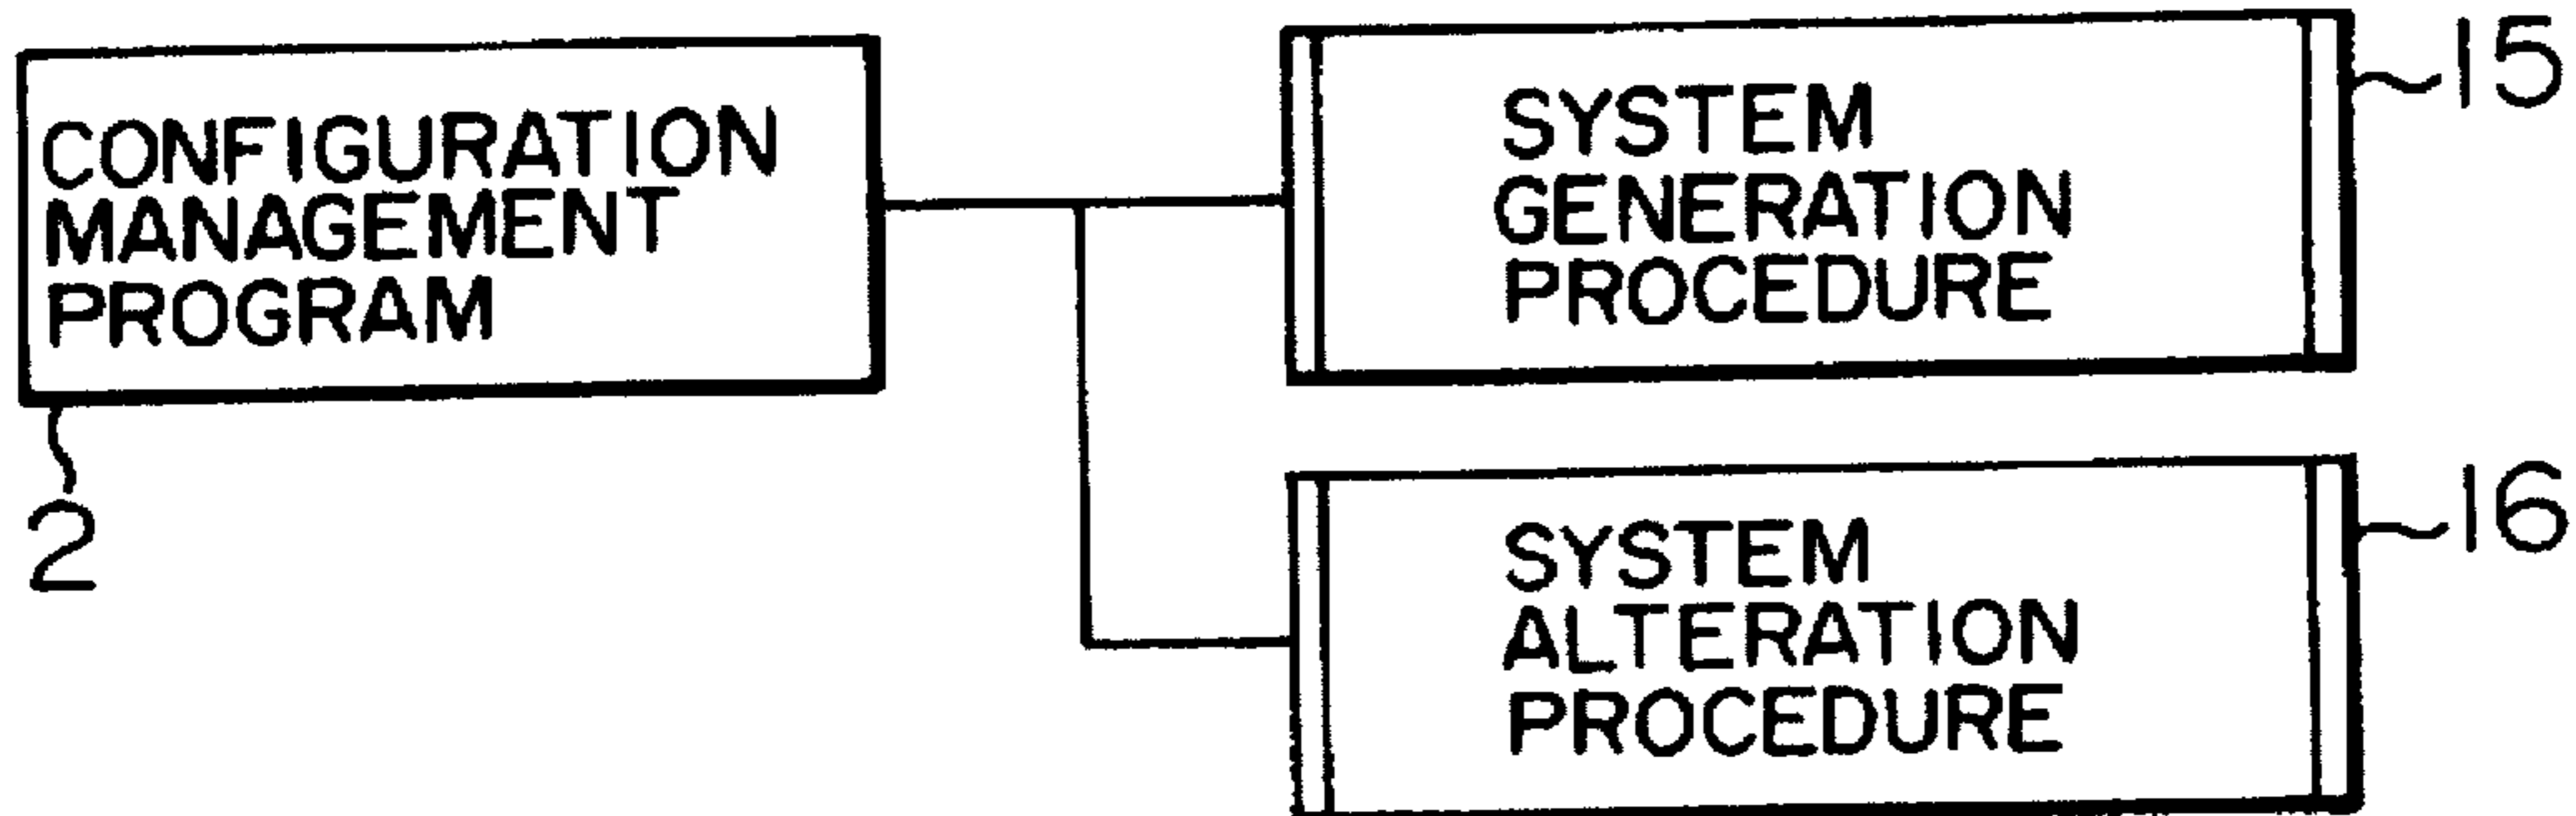 CONFIGURATION
MANAGEMENT
PROGRAM
2
SYSTEM
GENERATION
PROCEDURE
15
SYSTEM
ALTERATION
PROCEDURE
16